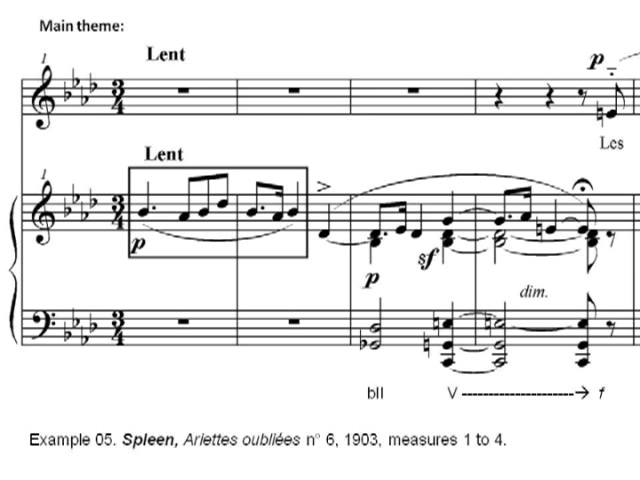 Main theme:
Lent
1
p
Les
Lent
1
p
p
sf
dim.
bII V ----------------------→ f
Example 05. Spleen, Ariettes oubliées n° 6, 1903, measures 1 to 4.